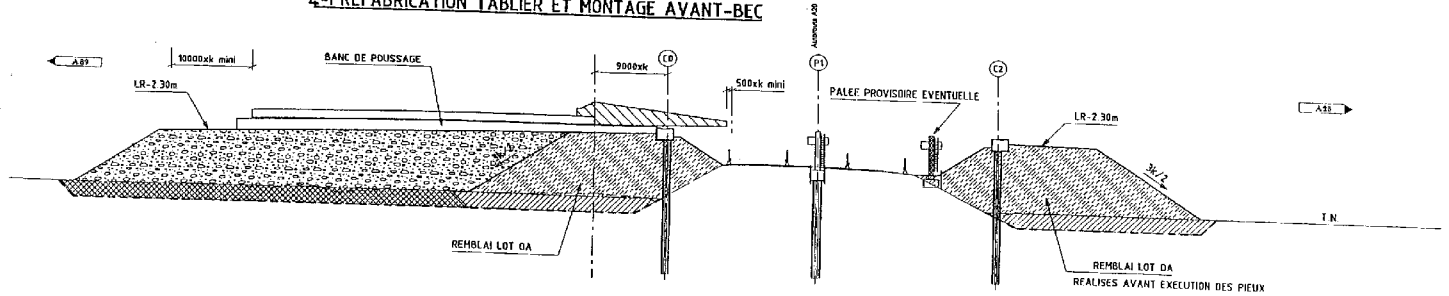 4-PREFABRICATION TABLIER ET MONTAGE AVANT-BEC
Autoroute A20
A89
10000xk mini
BANC DE POUSSAGE
9000xk
C0
P1
C2
500xk mini
LR-2.30m
PALEE PROVISOIRE EVENTUELLE
LR-2.30m
3k/2
T.N.
REMBLAI LOT OA
REMBLAI LOT OA
REALISES AVANT EXECUTION DES PIEUX